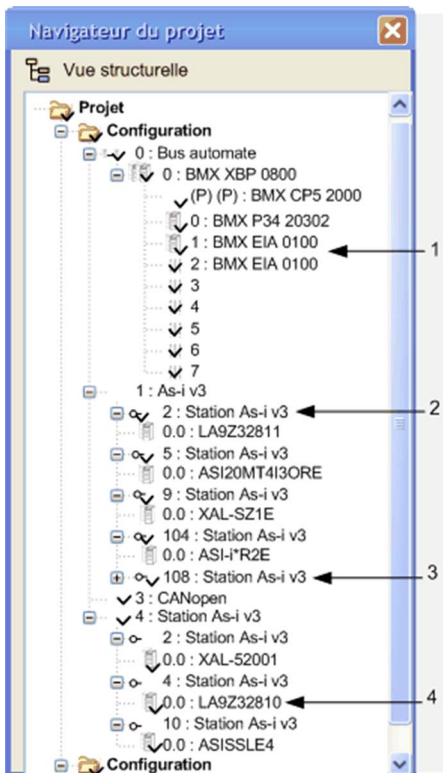 Navigateur du projet
Vue structurelle
Projet
Configuration
0 : Bus automate
0 : BMX XBP 0800
(P) (P) : BMX CP5 2000
0 : BMX P34 20302
1 : BMX EIA 0100
1
2 : BMX EIA 0100
3
4
5
6
7
1 : As-i v3
2 : Station As-i v3
2
0.0 : LA9Z32811
5 : Station As-i v3
0.0 : ASI20MT4I3ORE
9 : Station As-i v3
0.0 : XAL-SZ1E
104 : Station As-i v3
0.0 : ASI-i*R2E
108 : Station As-i v3
3
3 : CANopen
4 : Station As-i v3
2 : Station As-i v3
0.0 : XAL-52001
4 : Station As-i v3
0.0 : LA9Z32810
4
10 : Station As-i v3
0.0 : ASISSLE4
Configuration